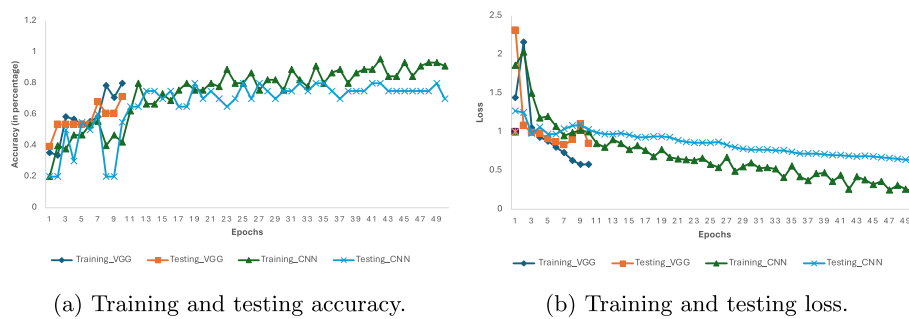 1.2
1
0.8
0.6
0.4
0.2
0
Accuracy (in percentage)
1 3 5 7 9 11 13 15 17 19 21 23 25 27 29 31 33 35 37 39 41 43 45 47 49
Epochs
Training_VGG Testing_VGG Training_CNN Testing_CNN
(a) Training and testing accuracy.
2.5
2
1.5
1
0.5
0
Loss
1 3 5 7 9 11 13 15 17 19 21 23 25 27 29 31 33 35 37 39 41 43 45 47 49
Epochs
Training_VGG Testing_VGG Training_CNN Testing_CNN
(b) Training and testing loss.